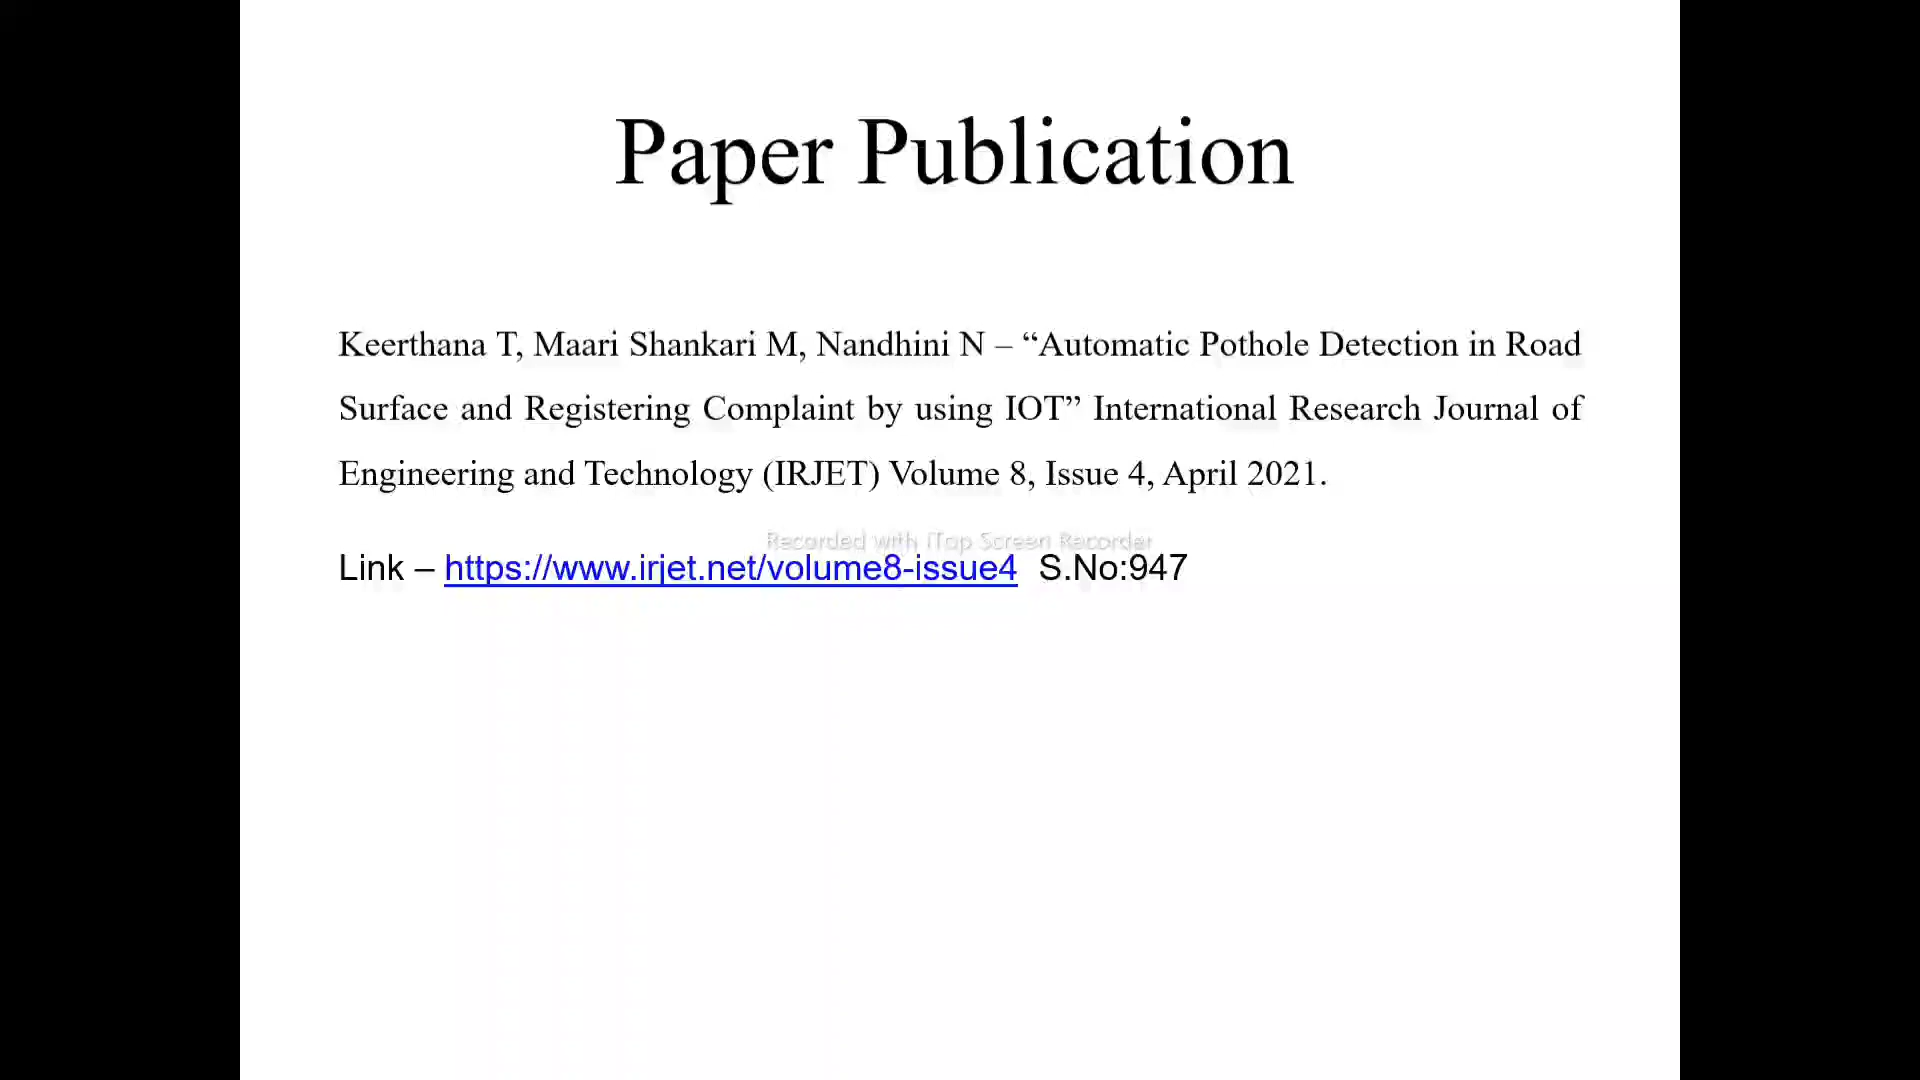 Paper Publication
Keerthana T, Maari Shankari M, Nandhini N – “Automatic Pothole Detection in Road
Surface and Registering Complaint by using IOT” International Research Journal of
Engineering and Technology (IRJET) Volume 8, Issue 4, April 2021.
Recorded with iTop Screen Recorder
Link – https://www.irjet.net/volume8-issue4 S.No:947